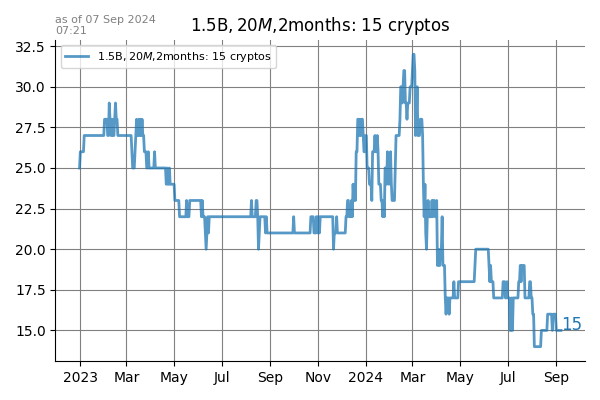 as of 07 Sep 2024
07:21
1.5B, 20M,2months: 15 cryptos
1.5B, 20M,2months: 15 cryptos
32.5
30.0
27.5
25.0
22.5
20.0
17.5
15.0
15
2023 Mar May Jul Sep Nov 2024 Mar May Jul Sep